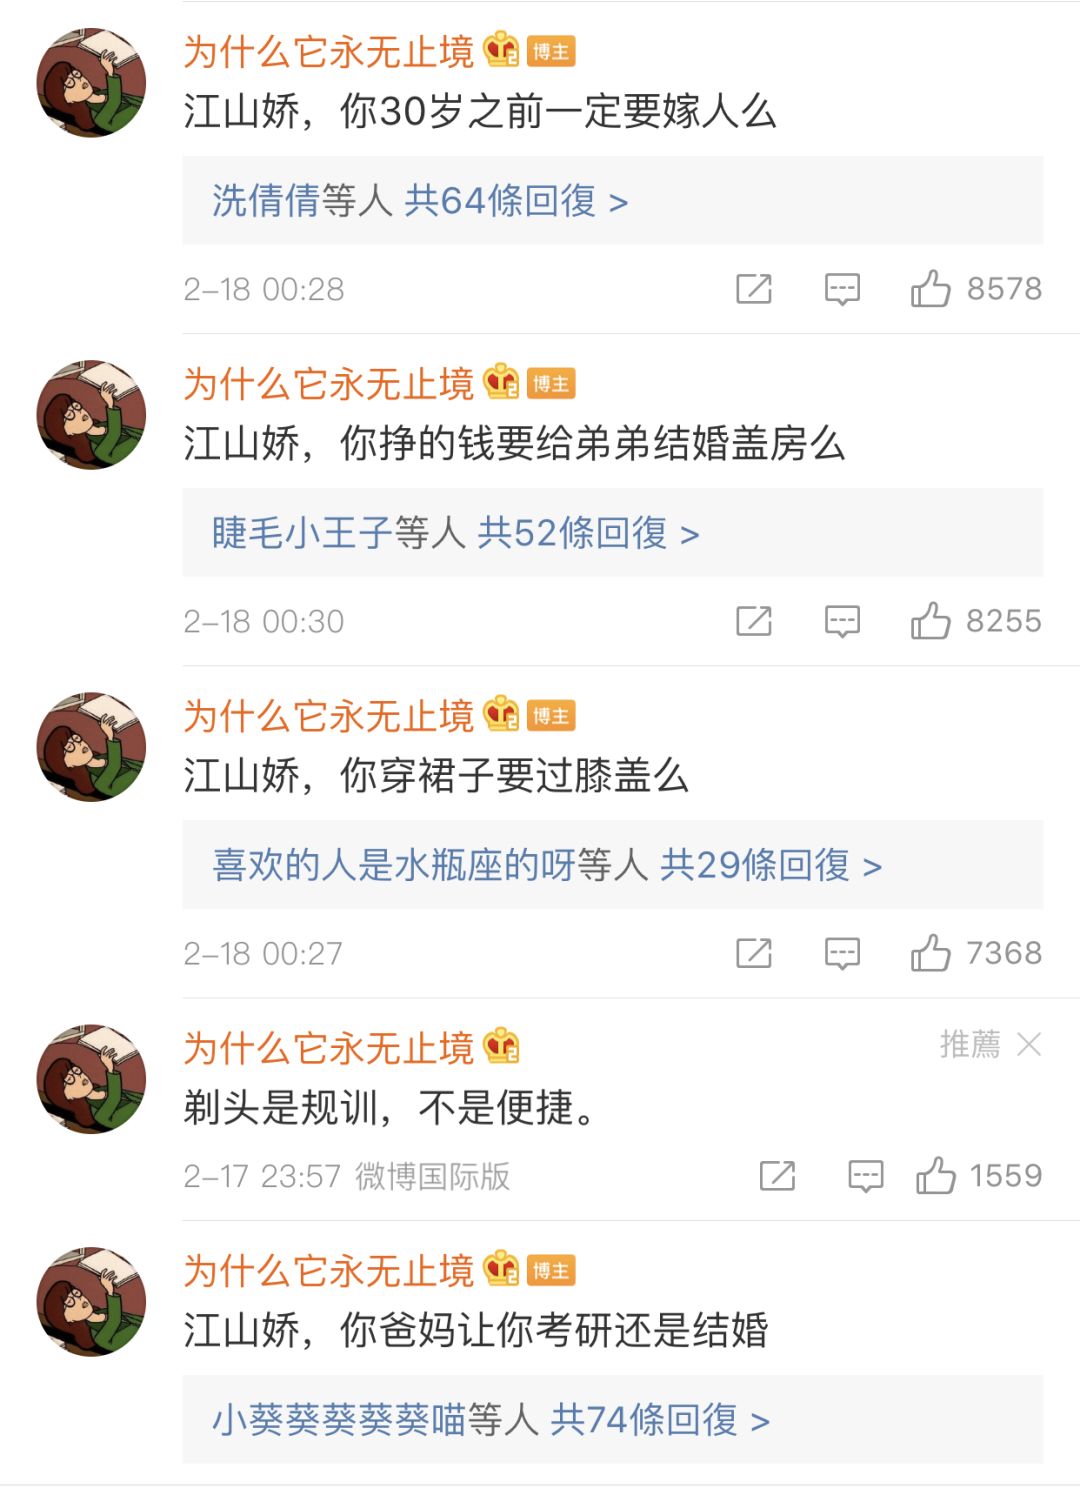 为什么它永无止境 2 博主
江山娇，你30岁之前一定要嫁人么
洗倩倩等人 共64條回復 >
2-18 00:28 8578
为什么它永无止境 2 博主
江山娇，你挣的钱要给弟弟结婚盖房么
睫毛小王子等人 共52條回復 >
2-18 00:30 8255
为什么它永无止境 2 博主
江山娇，你穿裙子要过膝盖么
喜欢的人是水瓶座的呀等人 共29條回復 >
2-18 00:27 7368
为什么它永无止境 2 推薦
剃头是规训，不是便捷。
2-17 23:57 微博国际版 1559
为什么它永无止境 2 博主
江山娇，你爸妈让你考研还是结婚
小葵葵葵葵葵喵等人 共74條回復 >